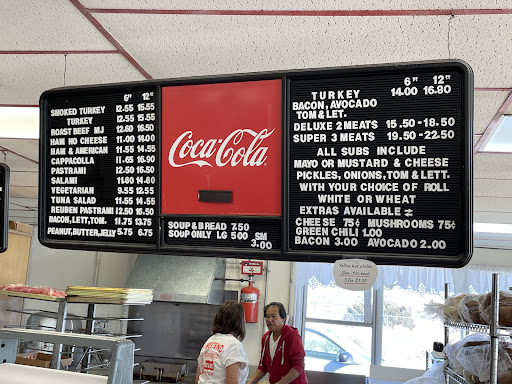 6" 12"
SMOKED TURKEY 12.55 15.55
TURKEY 12.55 15.55
ROAST BEEF MJ 12.60 16.50
HAM NO CHEESE 11.00 14.00
HAM & AMERICAN 11.55 14.55
CAPPACOLLA 11.65 16.90
PASTRAMI 12.50 16.50
SALAMI 11.60 14.60
VEGETARIAN 9.55 12.55
TUNA SALAD 11.55 14.55
REUBEN PASTRAMI 12.50 16.50
BACON, LETT, TOM. 11.75 13.75
PEANUT, BUTTER, JELLY 5.75 6.75
Coca-Cola
SOUP & BREAD 7.50
SOUP ONLY LG 5.00 SM
3.00
6" 12"
TURKEY 14.00 16.80
BACON, AVOCADO
TOM & LET.
DELUXE 2 MEATS 15.50-18.50
SUPER 3 MEATS 19.50-22.50
ALL SUBS INCLUDE
MAYO OR MUSTARD & CHEESE
PICKLES, ONIONS, TOM & LETT.
WITH YOUR CHOICE OF ROLL
WHITE OR WHEAT
EXTRAS AVAILABLE
CHEESE 75¢ MUSHROOMS 75¢
GREEN CHILI 1.00
BACON 3.00 AVOCADO 2.00
Yellow hot chilies